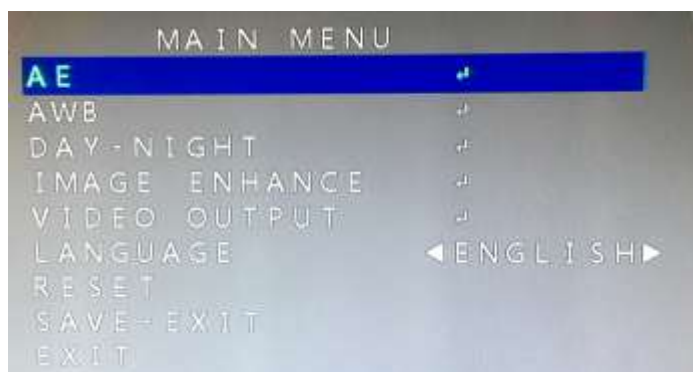 MAIN MENU
AE ↵
AWB ↵
DAY-NIGHT ↵
IMAGE ENHANCE ↵
VIDEO OUTPUT ↵
LANGUAGE ◀ENGLISH▶
RESET
SAVE-EXIT
EXIT